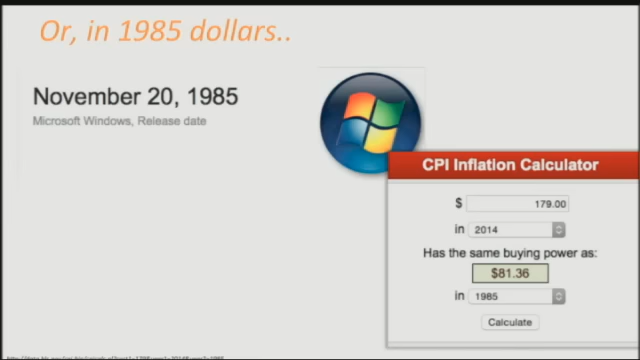 Or, in 1985 dollars..
November 20, 1985
Microsoft Windows, Release date
CPI Inflation Calculator
$ 179.00
in 2014
Has the same buying power as:
$81.36
in 1985
Calculate